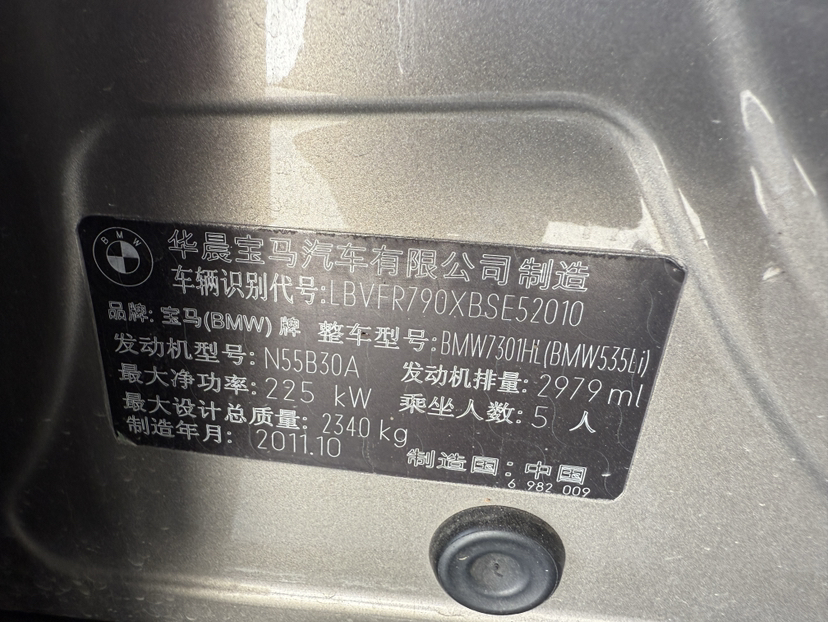 BMW
华晨宝马汽车有限公司制造
车辆识别代号:LBVFR790XBSE52010
品牌: 宝马(BMW) 牌 整车型号:BMW7301HL(BMW535Li)
发动机型号: N55B30A 发动机排量: 2979 ml
最大净功率: 225 kW 乘坐人数: 5 人
最大设计总质量: 2340 kg
制造年月: 2011.10 制造国: 中国
6 982 009